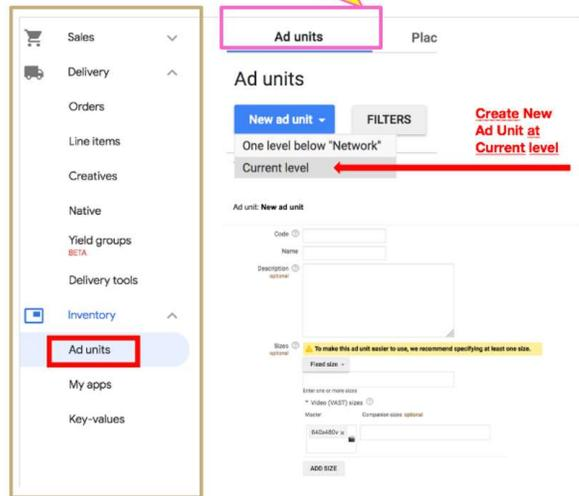 Sales
Delivery
Orders
Line items
Creatives
Native
Yield groups
BETA
Delivery tools
Inventory
Ad units
My apps
Key-values
Ad units Plac
Ad units
New ad unit FILTERS
One level below "Network"
Current level
Create New
Ad Unit at
Current level
Ad unit: New ad unit
Code
Name
Description
optional
Sizes
optional
To make this ad unit easier to use, we recommend specifying at least one size.
Fixed size
Enter one or more sizes
Video (VAST) sizes
Master Companion sizes optional
640x480v x
ADD SIZE